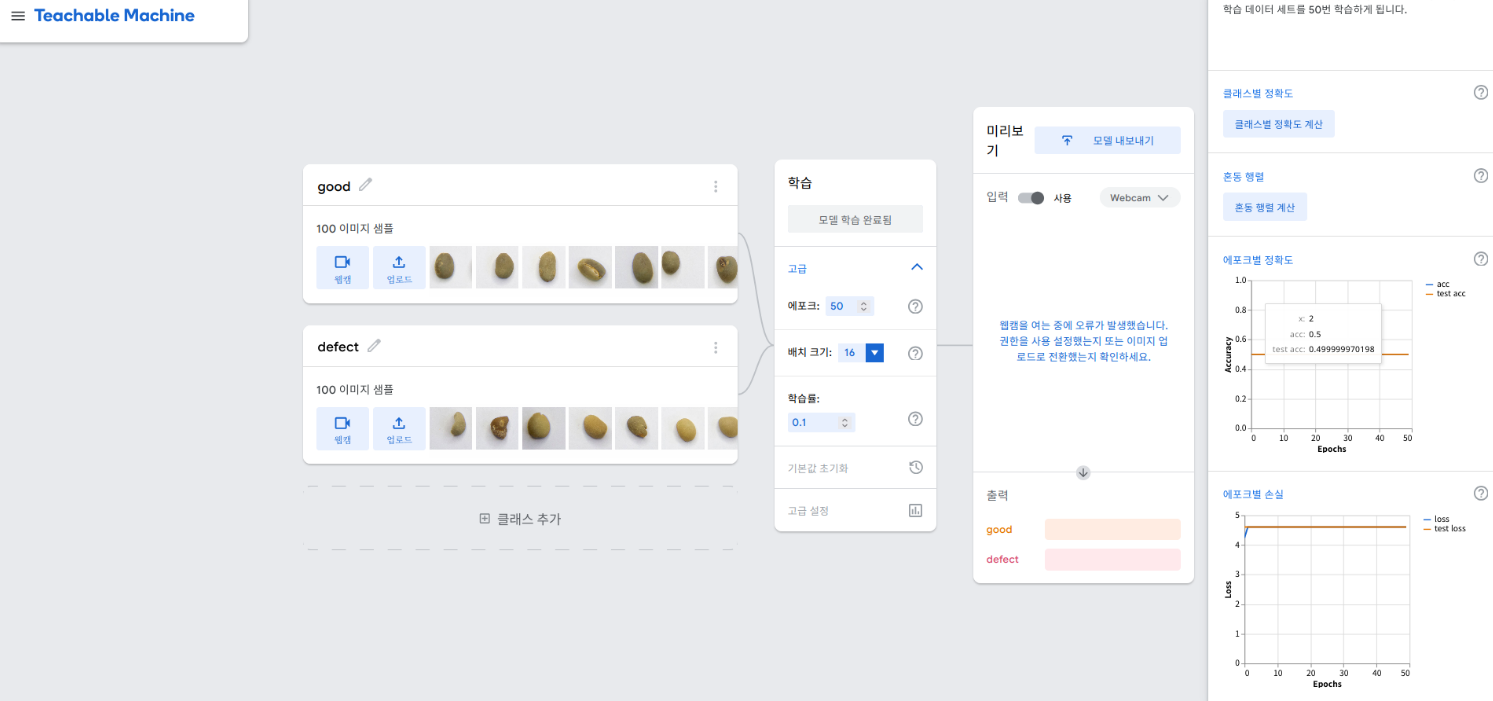 Teachable Machine
good
100 이미지 샘플
웹캠
업로드
defect
100 이미지 샘플
웹캠
업로드
클래스 추가
학습
모델 학습 완료됨
고급
에포크: 50
배치 크기: 16
학습률:
0.1
기본값 초기화
고급 설정
미리보
기
모델 내보내기
입력
사용
Webcam
웹캠을 여는 중에 오류가 발생했습니다.
권한을 사용 설정했는지 또는 이미지 업
로드로 전환했는지 확인하세요.
출력
good
defect
학습 데이터 세트를 50번 학습하게 됩니다.
클래스별 정확도
클래스별 정확도 계산
혼동 행렬
혼동 행렬 계산
에포크별 정확도
acc
test acc
1.0
0.8
0.6
0.4
0.2
0.0
Accuracy
x: 2
acc: 0.5
test acc: 0.499999970198
0 10 20 30 40 50
Epochs
에포크별 손실
loss
test loss
5
4
3
2
1
0
Loss
0 10 20 30 40 50
Epochs